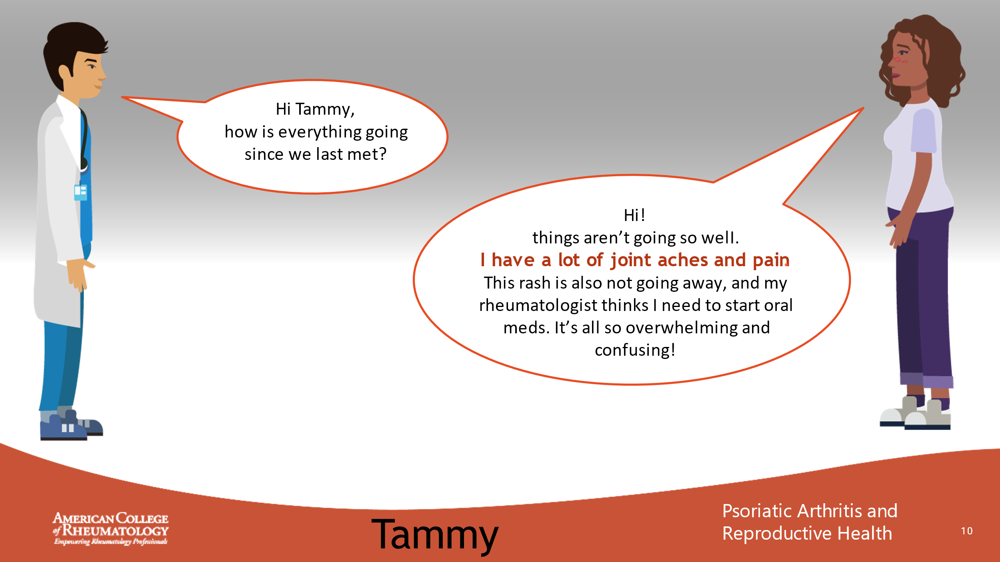 Hi Tammy,
how is everything going
since we last met?
Hi!
things aren't going so well.
I have a lot of joint aches and pain.
This rash is also not going away, and my
rheumatologist thinks I need to start oral
meds. It's all so overwhelming and
confusing!
AMERICAN COLLEGE
of RHEUMATOLOGY
Empowering Rheumatology Professionals
Tammy
Psoriatic Arthritis and
Reproductive Health
10